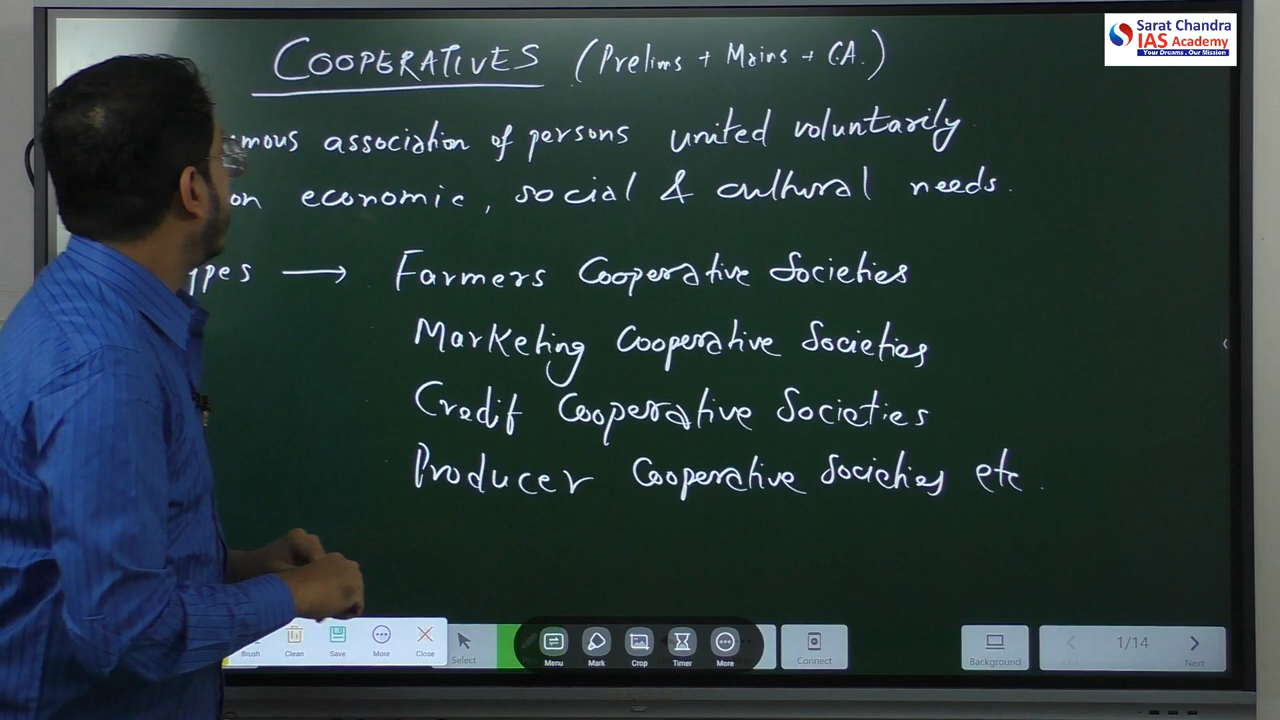 Sarat Chandra
IAS Academy
Your Dreams . Our Mission
COOPERATIVES (Prelims + Mains + CA.)
mous association of persons united voluntarily
on economic, social & cultural needs.
ypes → Farmers Cooperative Societies
Marketing Cooperative Societies
Credit Cooperative Societies
Producer Cooperative Societies etc.
Brush Clean Save More Close Select Menu Mark Crop Timer More Connect Background 1/14 Next